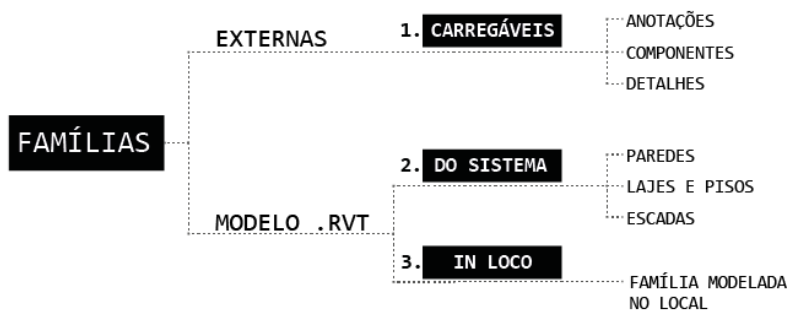 FAMÍLIAS
EXTERNAS
1. CARREGÁVEIS
ANOTAÇÕES
COMPONENTES
DETALHES
MODELO .RVT
2. DO SISTEMA
PAREDES
LAJES E PISOS
ESCADAS
3. IN LOCO
FAMÍLIA MODELADA
NO LOCAL